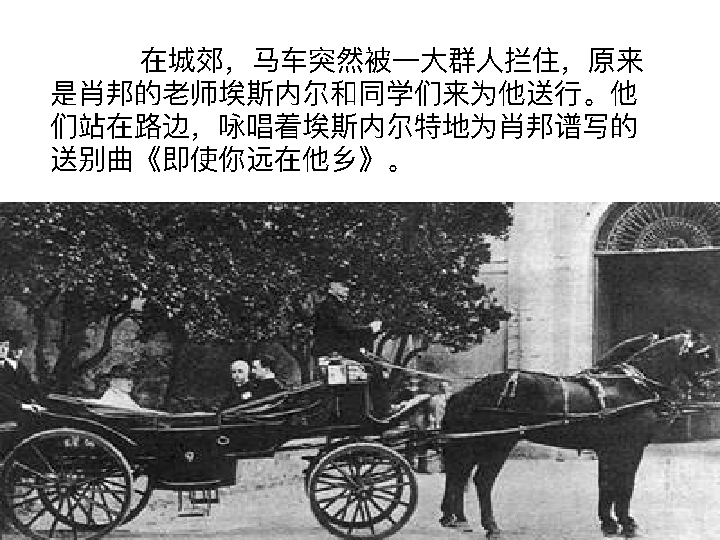 在城郊，马车突然被一大群人拦住，原来
是肖邦的老师埃斯内尔和同学们来为他送行。他
们站在路边，咏唱着埃斯内尔特地为肖邦谱写的
送别曲《即使你远在他乡》。
9